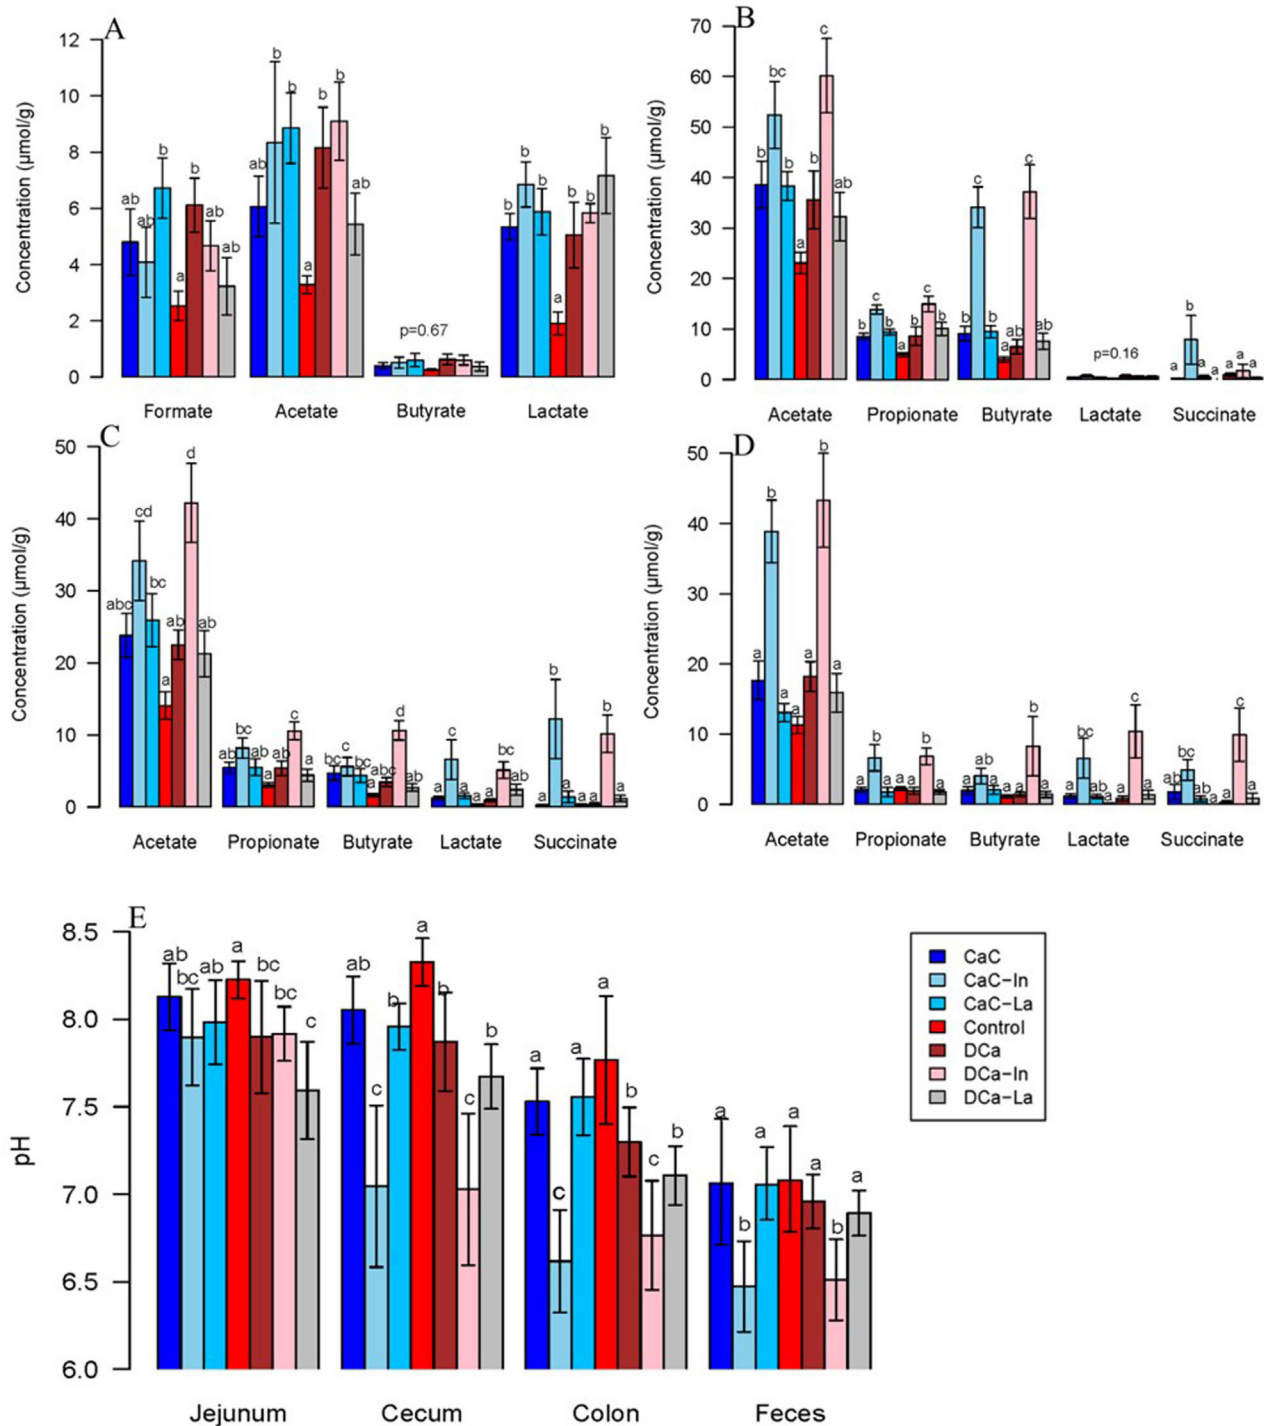 A
Concentration (µmol/g)
12
10
8
6
4
2
0
ab ab b a b ab ab
ab b b a b b ab
p=0.67
b b b a b b b
Formate Acetate Butyrate Lactate
B
Concentration (µmol/g)
70
60
50
40
30
20
10
0
b bc b a b c ab
b c b a b c b
b c b a ab c ab
p=0.16
a b a a a a a
Acetate Propionate Butyrate Lactate Succinate
C
Concentration (µmol/g)
50
40
30
20
10
0
abc cd bc a ab d ab
ab bc ab a ab c a
bc c bc a abc d ab
a c a a a bc ab
a b a a a b a
Acetate Propionate Butyrate Lactate Succinate
D
Concentration (µmol/g)
50
40
30
20
10
0
a b a a a b a
a b a a a b a
a ab a a a b a
a bc ab a a c a
ab bc a a a c a
Acetate Propionate Butyrate Lactate Succinate
E
pH
8.5
8.0
7.5
7.0
6.5
6.0
ab bc ab a bc bc c
ab c b a b c b
a c a a b c b
a b a a a b a
Jejunum Cecum Colon Feces
CaC
CaC-In
CaC-La
Control
DCa
DCa-In
DCa-La